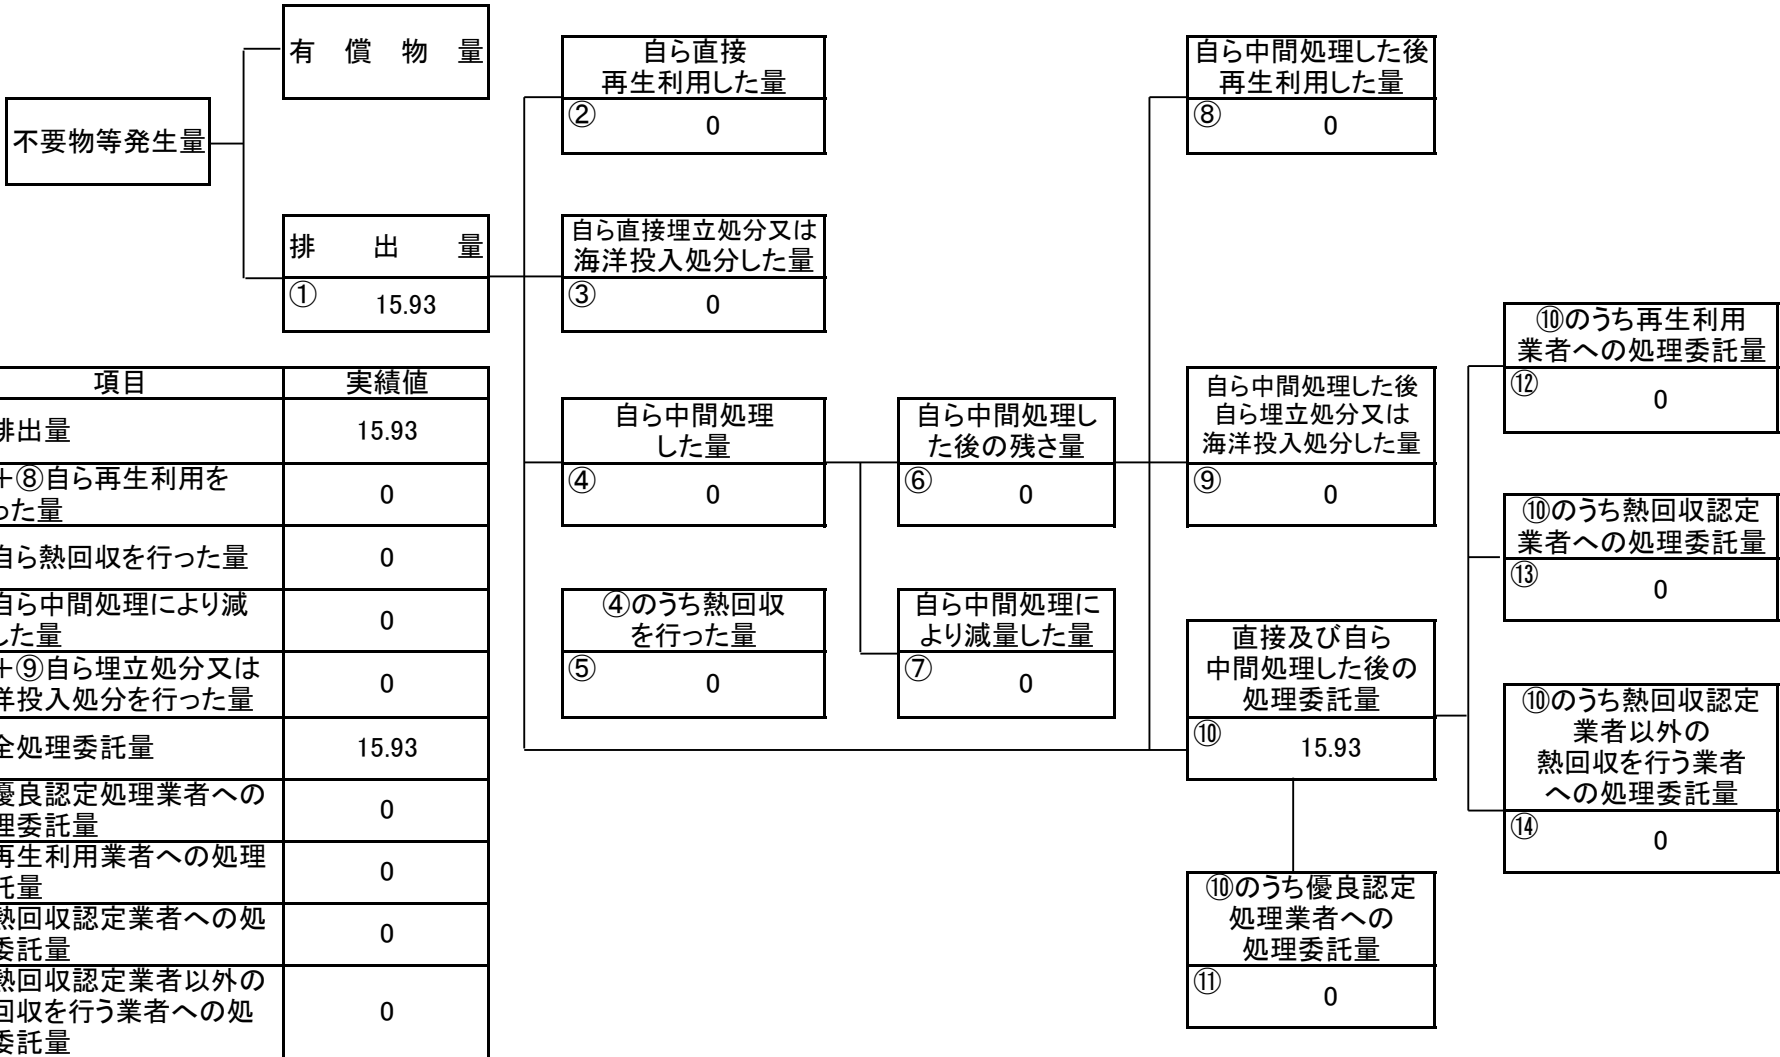 有償物量
不要物等発生量
排出量
① 15.93
自ら直接
再生利用した量
② 0
自ら直接埋立処分又は
海洋投入処分した量
③ 0
自ら中間処理
した量
④ 0
④のうち熱回収
を行った量
⑤ 0
自ら中間処理し
た後の残さ量
⑥ 0
自ら中間処理に
より減量した量
⑦ 0
自ら中間処理した後
再生利用した量
⑧ 0
自ら中間処理した後
自ら埋立処分又は
海洋投入処分した量
⑨ 0
直接及び自ら
中間処理した後の
処理委託量
⑩ 15.93
⑩のうち優良認定
処理業者への
処理委託量
⑪ 0
⑩のうち再生利用
業者への処理委託量
⑫ 0
⑩のうち熱回収認定
業者への処理委託量
⑬ 0
⑩のうち熱回収認定
業者以外の
熱回収を行う業者
への処理委託量
⑭ 0
項目 実績値
排出量 15.93
+⑧自ら再生利用を
った量 0
自ら熱回収を行った量 0
自ら中間処理により減
した量 0
+⑨自ら埋立処分又は
洋投入処分を行った量 0
全処理委託量 15.93
優良認定処理業者への
理委託量 0
再生利用業者への処理
託量 0
熱回収認定業者への処
委託量 0
熱回収認定業者以外の
回収を行う業者への処
委託量 0